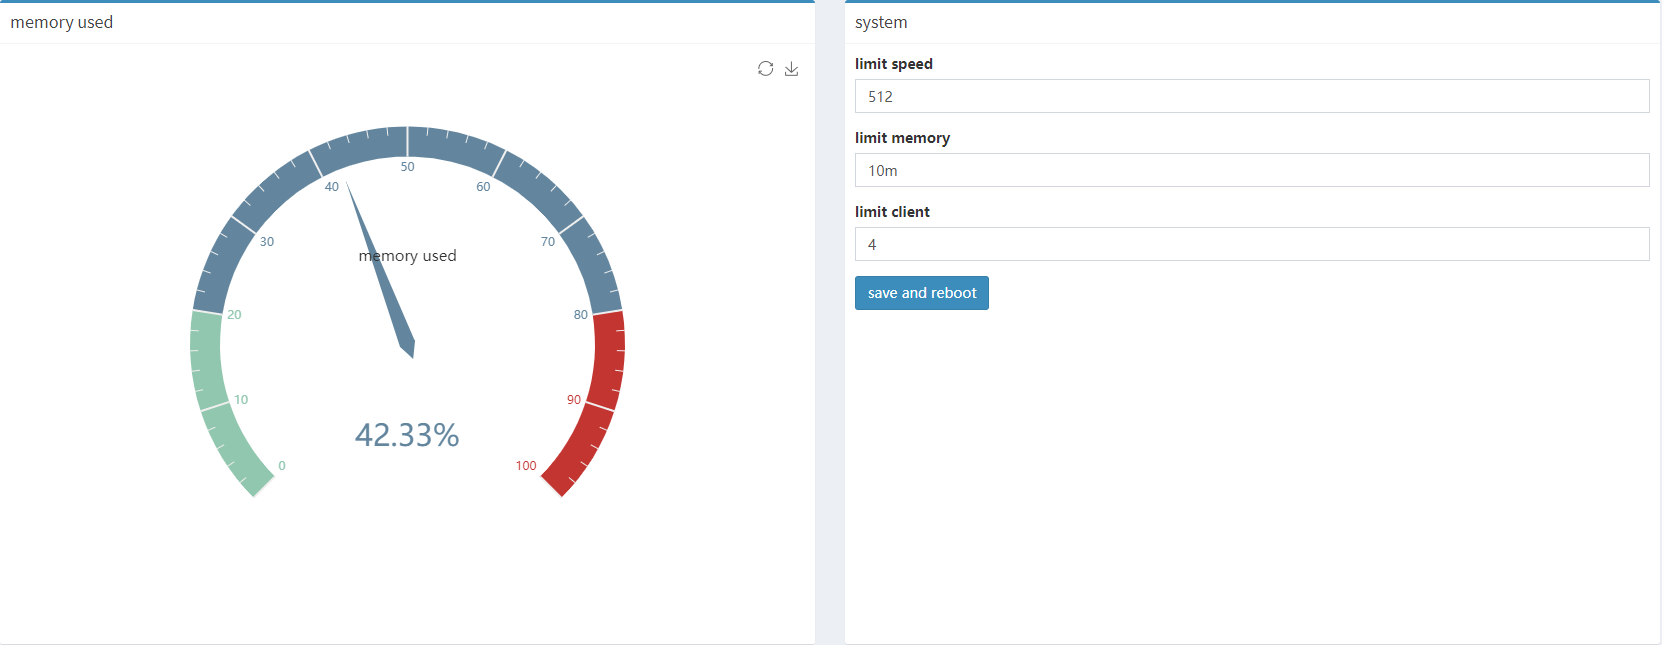 memory used
50
40
60
30
70
memory used
20
80
10
90
42.33%
0
100
system
limit speed
512
limit memory
10m
limit client
4
save and reboot